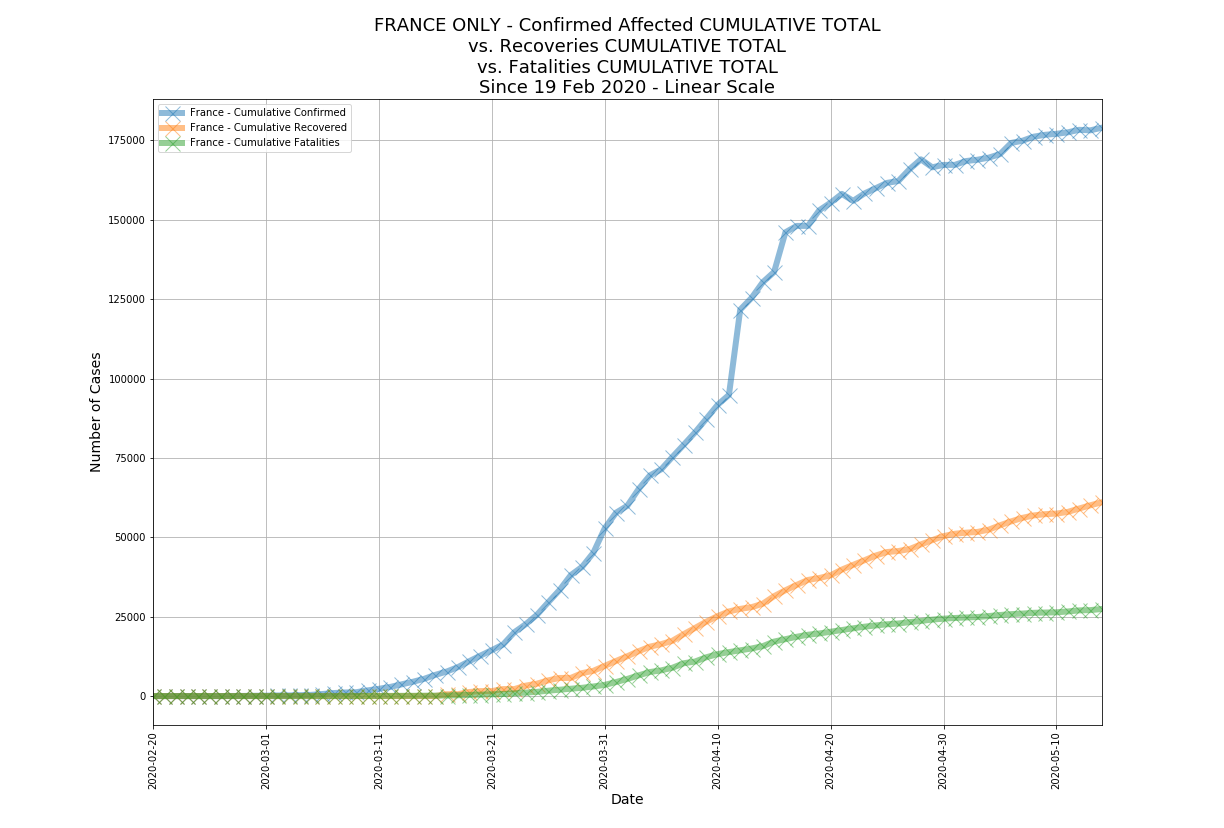 FRANCE ONLY - Confirmed Affected CUMULATIVE TOTAL
vs. Recoveries CUMULATIVE TOTAL
vs. Fatalities CUMULATIVE TOTAL
Since 19 Feb 2020 - Linear Scale
France - Cumulative Confirmed
France - Cumulative Recovered
France - Cumulative Fatalities
Number of Cases
175000
150000
125000
100000
75000
50000
25000
0
2020-02-20
2020-03-01
2020-03-11
2020-03-21
2020-03-31
2020-04-10
2020-04-20
2020-04-30
2020-05-10
Date